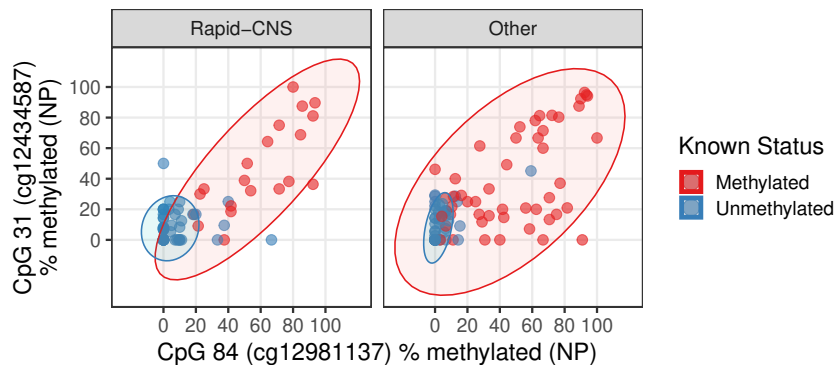 Rapid−CNS
Other
CpG 31 (cg12434587)
% methylated (NP)
100
80
60
40
20
0
0 20 40 60 80 100
0 20 40 60 80 100
CpG 84 (cg12981137) % methylated (NP)
Known Status
Methylated
Unmethylated